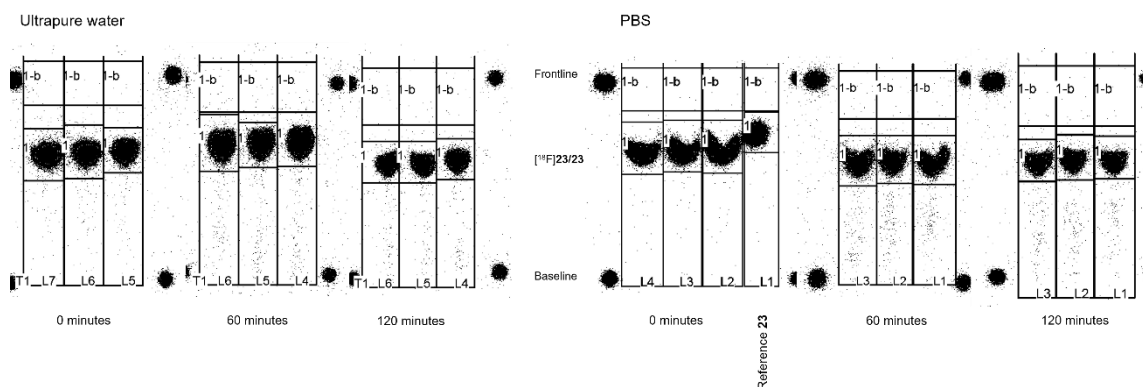 Ultrapure water
PBS
Frontline
[¹⁸F]23/23
Baseline
1-b 1-b 1-b
1 1 1
T1 L7 L6 L5
0 minutes
1-b 1-b 1-b
1 1 1
T1 L6 L5 L4
60 minutes
1-b 1-b 1-b
1 1 1
T1 L6 L5 L4
120 minutes
1-b 1-b 1-b 1-b
1 1 1 1
L4 L3 L2 L1
0 minutes
Reference 23
1-b 1-b 1-b
1 1 1
L3 L2 L1
60 minutes
1-b 1-b 1-b
1 1 1
L3 L2 L1
120 minutes